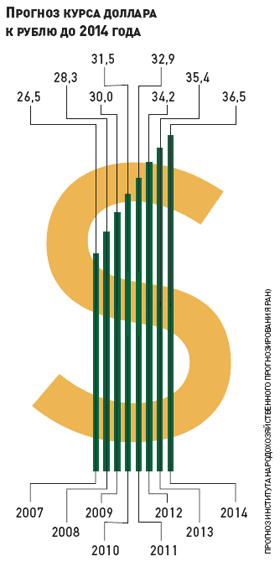 Прогноз курса доллара
к рублю до 2014 года
31,5 32,9
28,3 35,4
30,0 34,2
26,5 36,5
2007 2009 2012 2014
2008 2013
2010 2011
ПРОГНОЗ ИНСТИТУТА НАРОДОХОЗЯЙСТВЕННОГО ПРОГНОЗИРОВАНИЯ РАН)